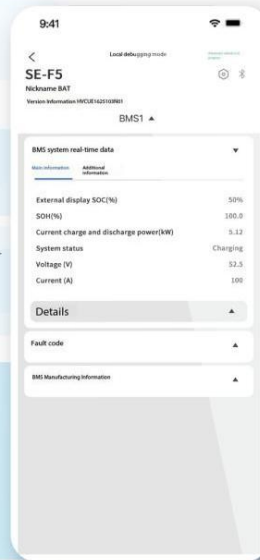 9:41
Local debugging mode
SE-F5
Nickname BAT
Version Information HVCUE1625103901
BMS1 ▲
BMS system real-time data ▼
Main information Additional
information
External display SOC(%) 50%
SOH(%) 100.0
Current charge and discharge power(kW) 5.12
System status Charging
Voltage (V) 52.5
Current (A) 100
Details ▲
Fault code ▲
BMS Manufacturing Information ▲